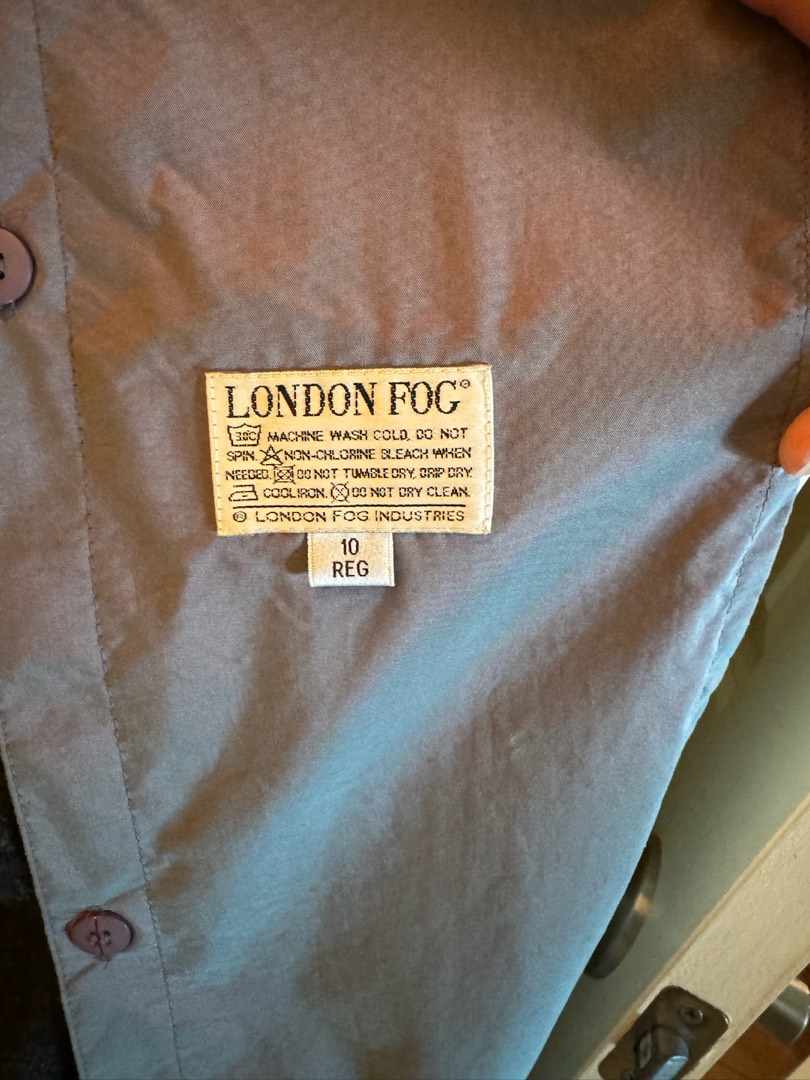 LONDON FOG®
30C MACHINE WASH COLD, DO NOT
SPIN. NON-CHLORINE BLEACH WHEN
NEEDED. DO NOT TUMBLE DRY, DRIP DRY.
COOL IRON. DO NOT DRY CLEAN.
® LONDON FOG INDUSTRIES
10
REG